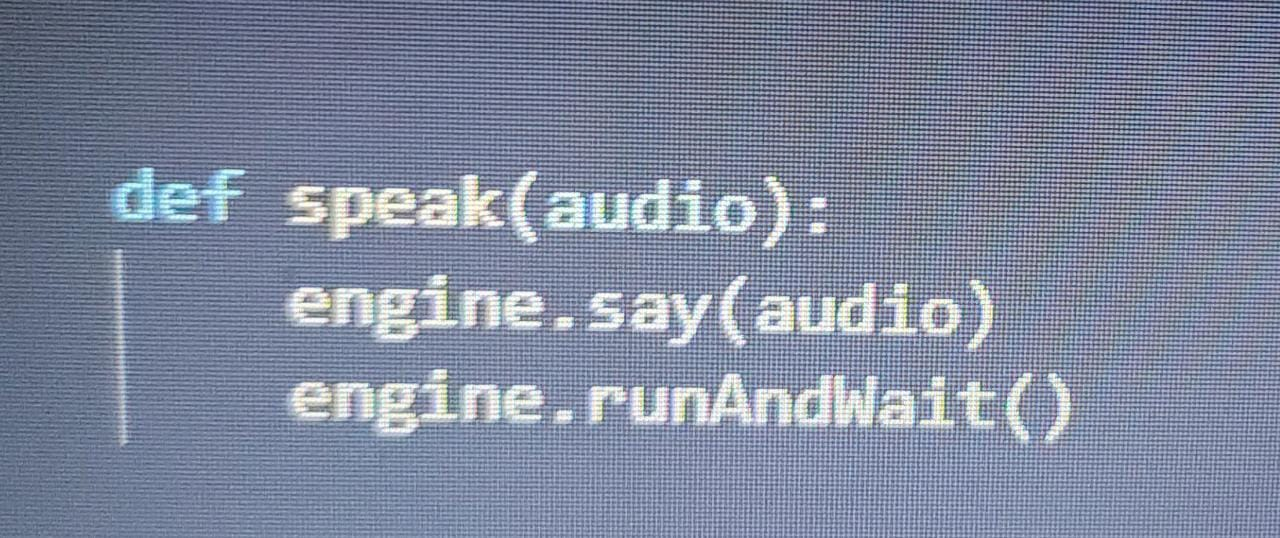 def speak(audio):
    engine.say(audio)
    engine.runAndWait()